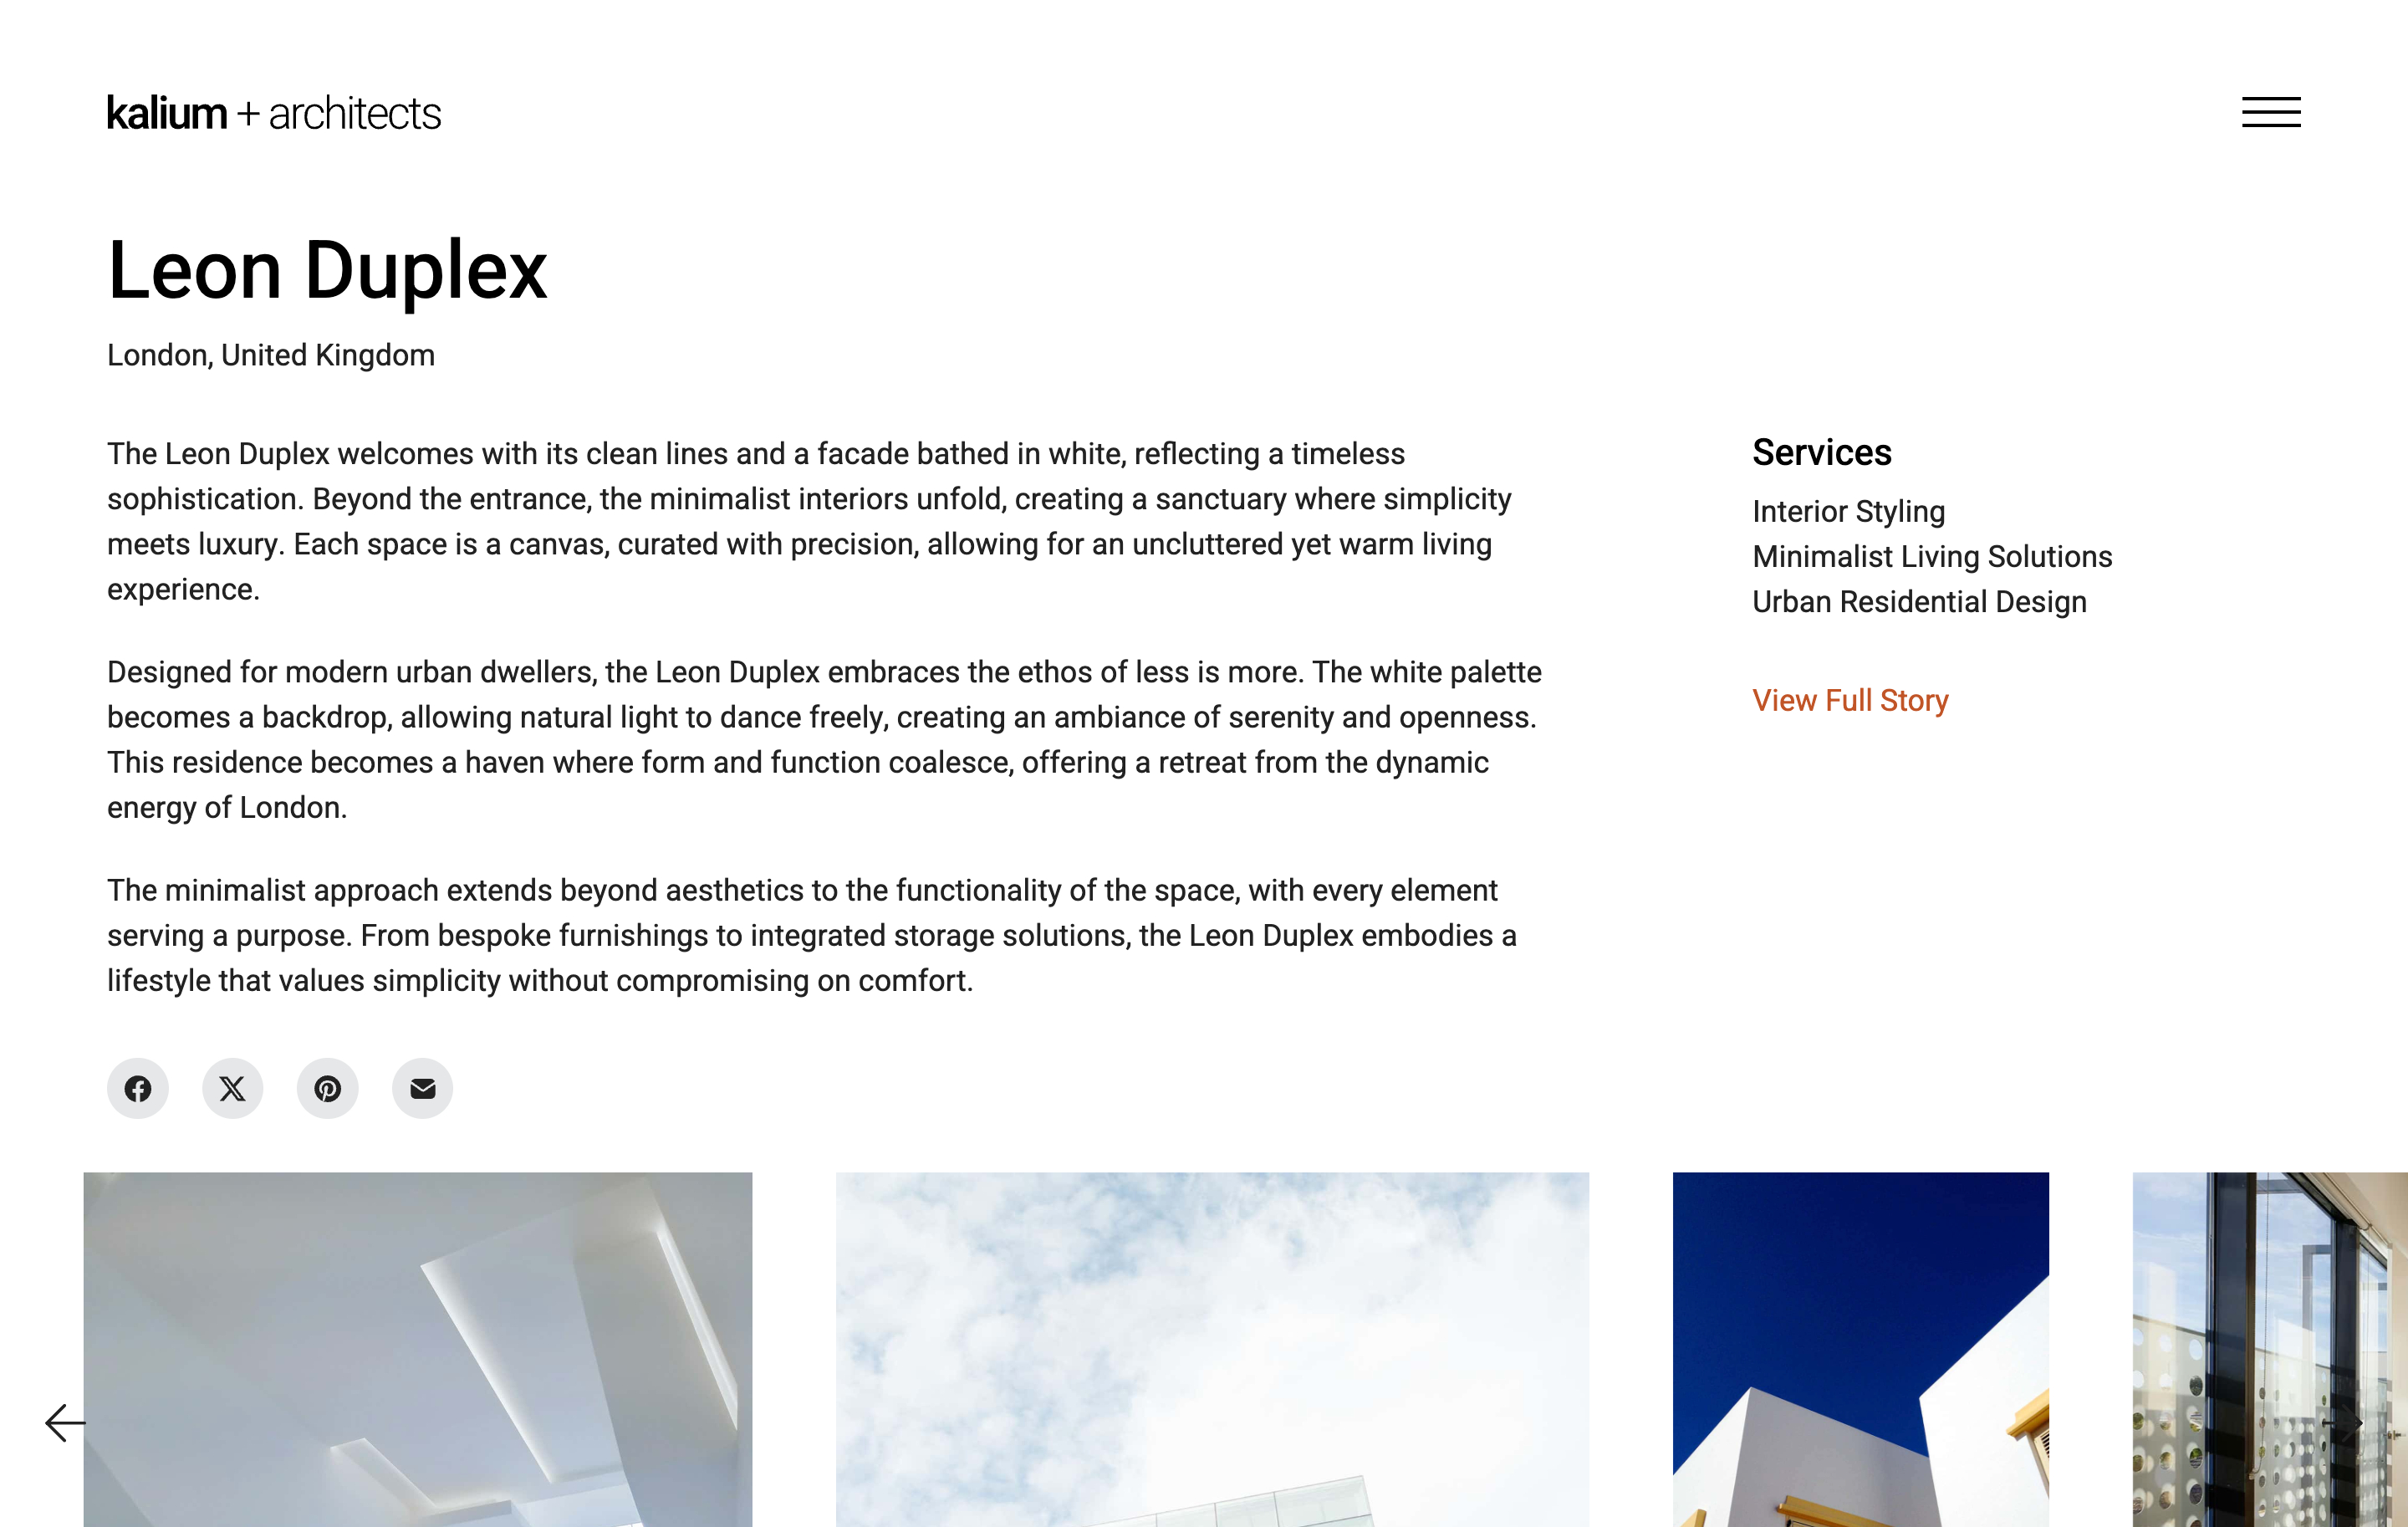 kalium + architects
Leon Duplex
London, United Kingdom
The Leon Duplex welcomes with its clean lines and a facade bathed in white, reflecting a timeless
sophistication. Beyond the entrance, the minimalist interiors unfold, creating a sanctuary where simplicity
meets luxury. Each space is a canvas, curated with precision, allowing for an uncluttered yet warm living
experience.
Designed for modern urban dwellers, the Leon Duplex embraces the ethos of less is more. The white palette
becomes a backdrop, allowing natural light to dance freely, creating an ambiance of serenity and openness.
This residence becomes a haven where form and function coalesce, offering a retreat from the dynamic
energy of London.
The minimalist approach extends beyond aesthetics to the functionality of the space, with every element
serving a purpose. From bespoke furnishings to integrated storage solutions, the Leon Duplex embodies a
lifestyle that values simplicity without compromising on comfort.
Services
Interior Styling
Minimalist Living Solutions
Urban Residential Design
View Full Story